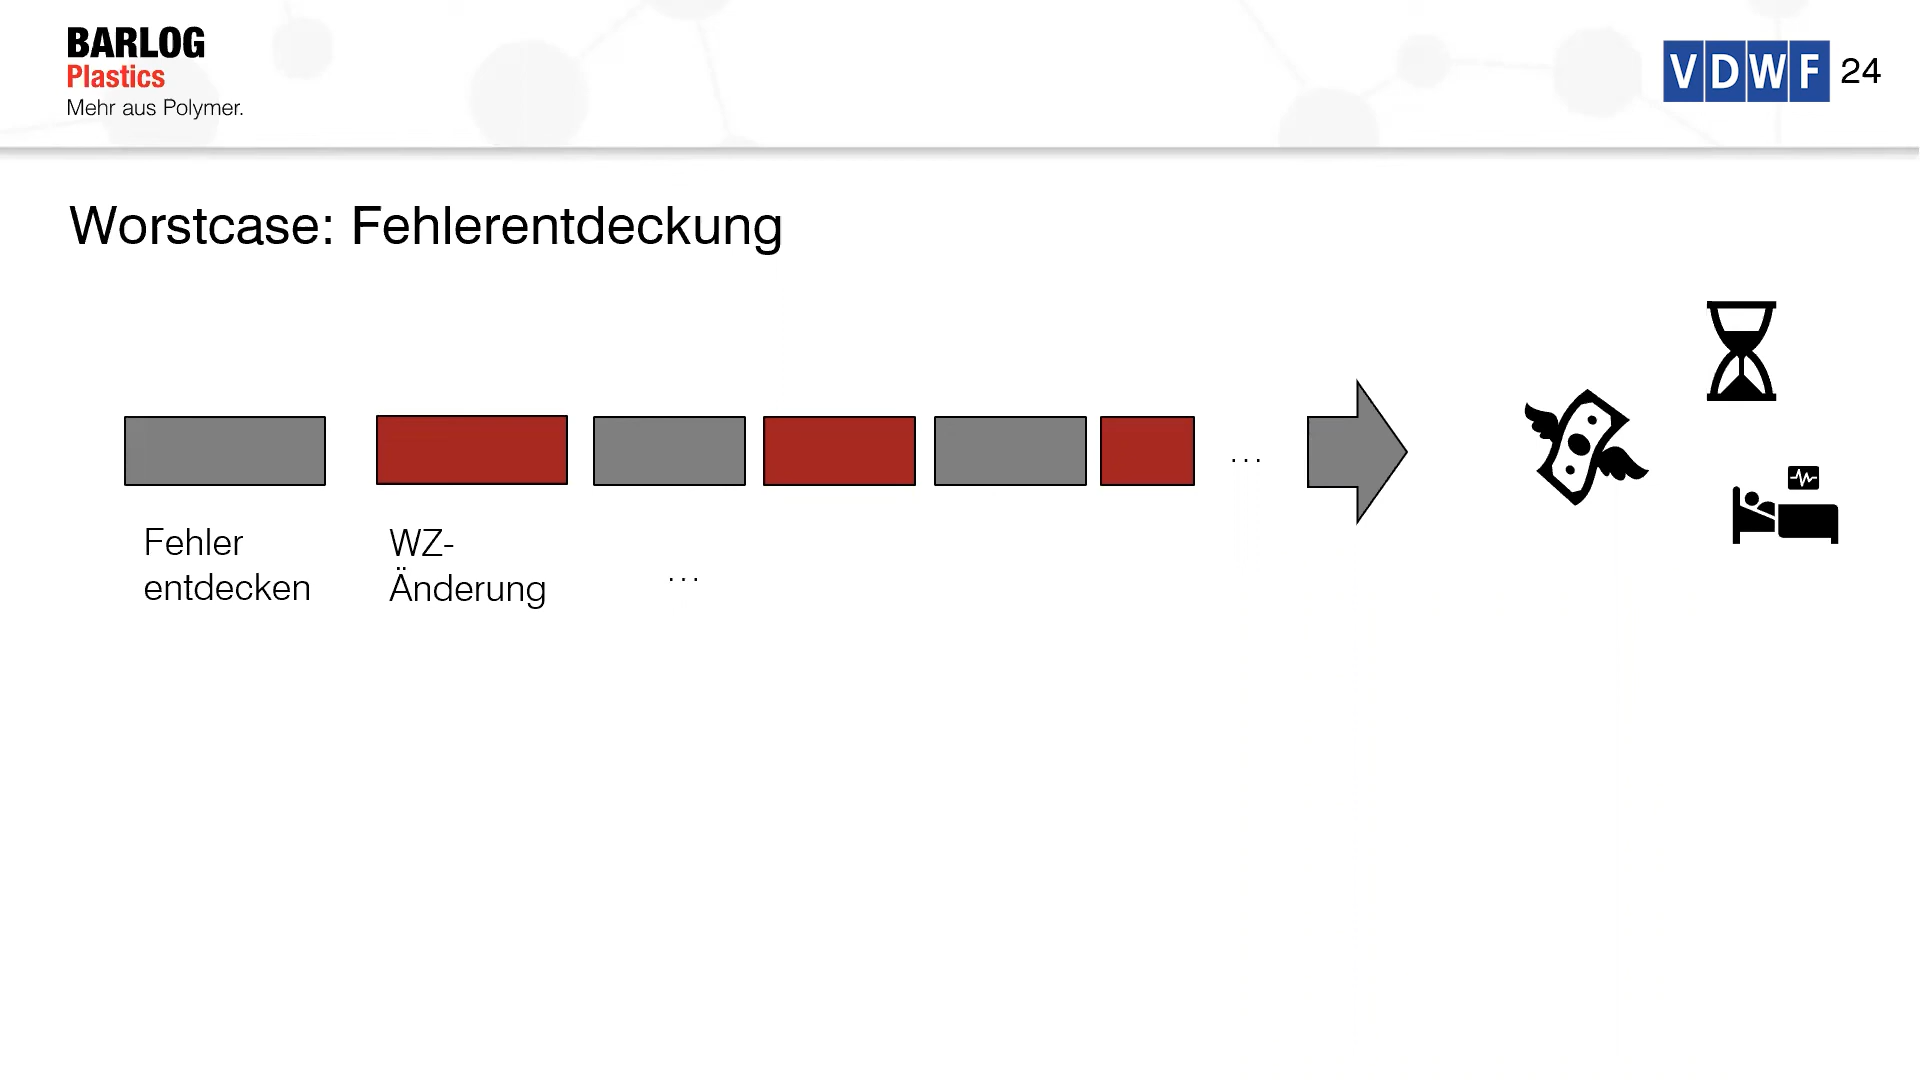 BARLOG
Plastics
Mehr aus Polymer.
VDWF 24
Worstcase: Fehlerentdeckung
...
Fehler
entdecken
WZ-
Änderung
...